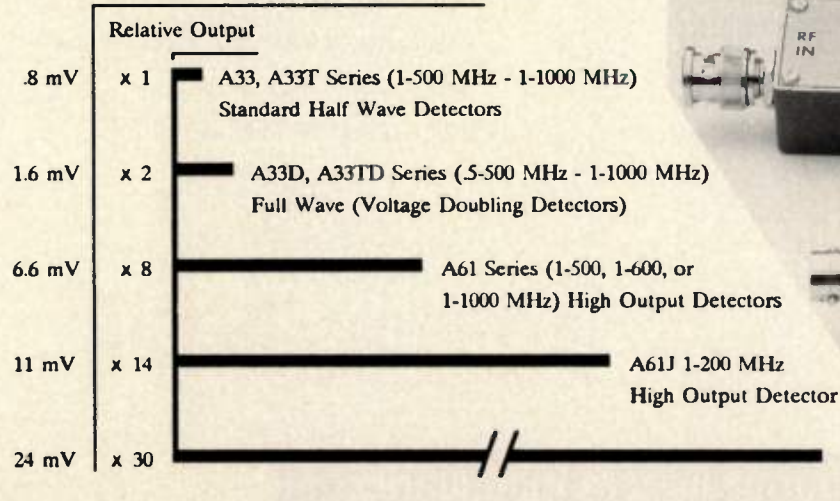 Relative Output
.8 mV x 1 A33, A33T Series (1-500 MHz - 1-1000 MHz)
Standard Half Wave Detectors
1.6 mV x 2 A33D, A33TD Series (.5-500 MHz - 1-1000 MHz)
Full Wave (Voltage Doubling Detectors)
6.6 mV x 8 A61 Series (1-500, 1-600, or
1-1000 MHz) High Output Detectors
11 mV x 14 A61J 1-200 MHz
High Output Detector
24 mV x 30
RF
IN